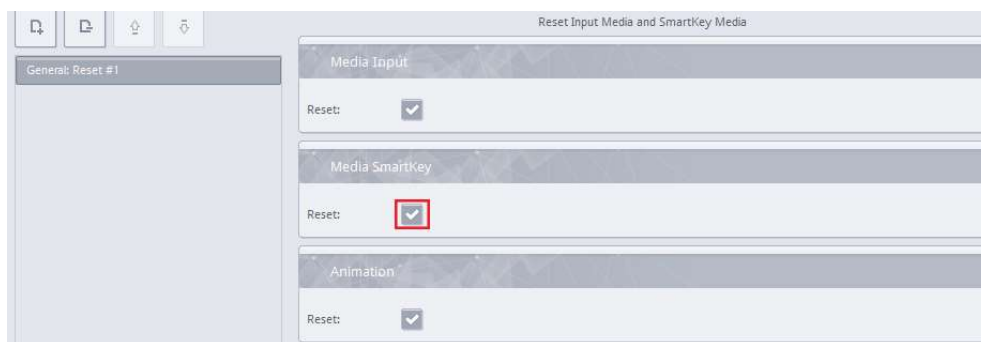 Reset Input Media and SmartKey Media
General: Reset #1
Media Input
Reset:
Media SmartKey
Reset:
Animation
Reset: